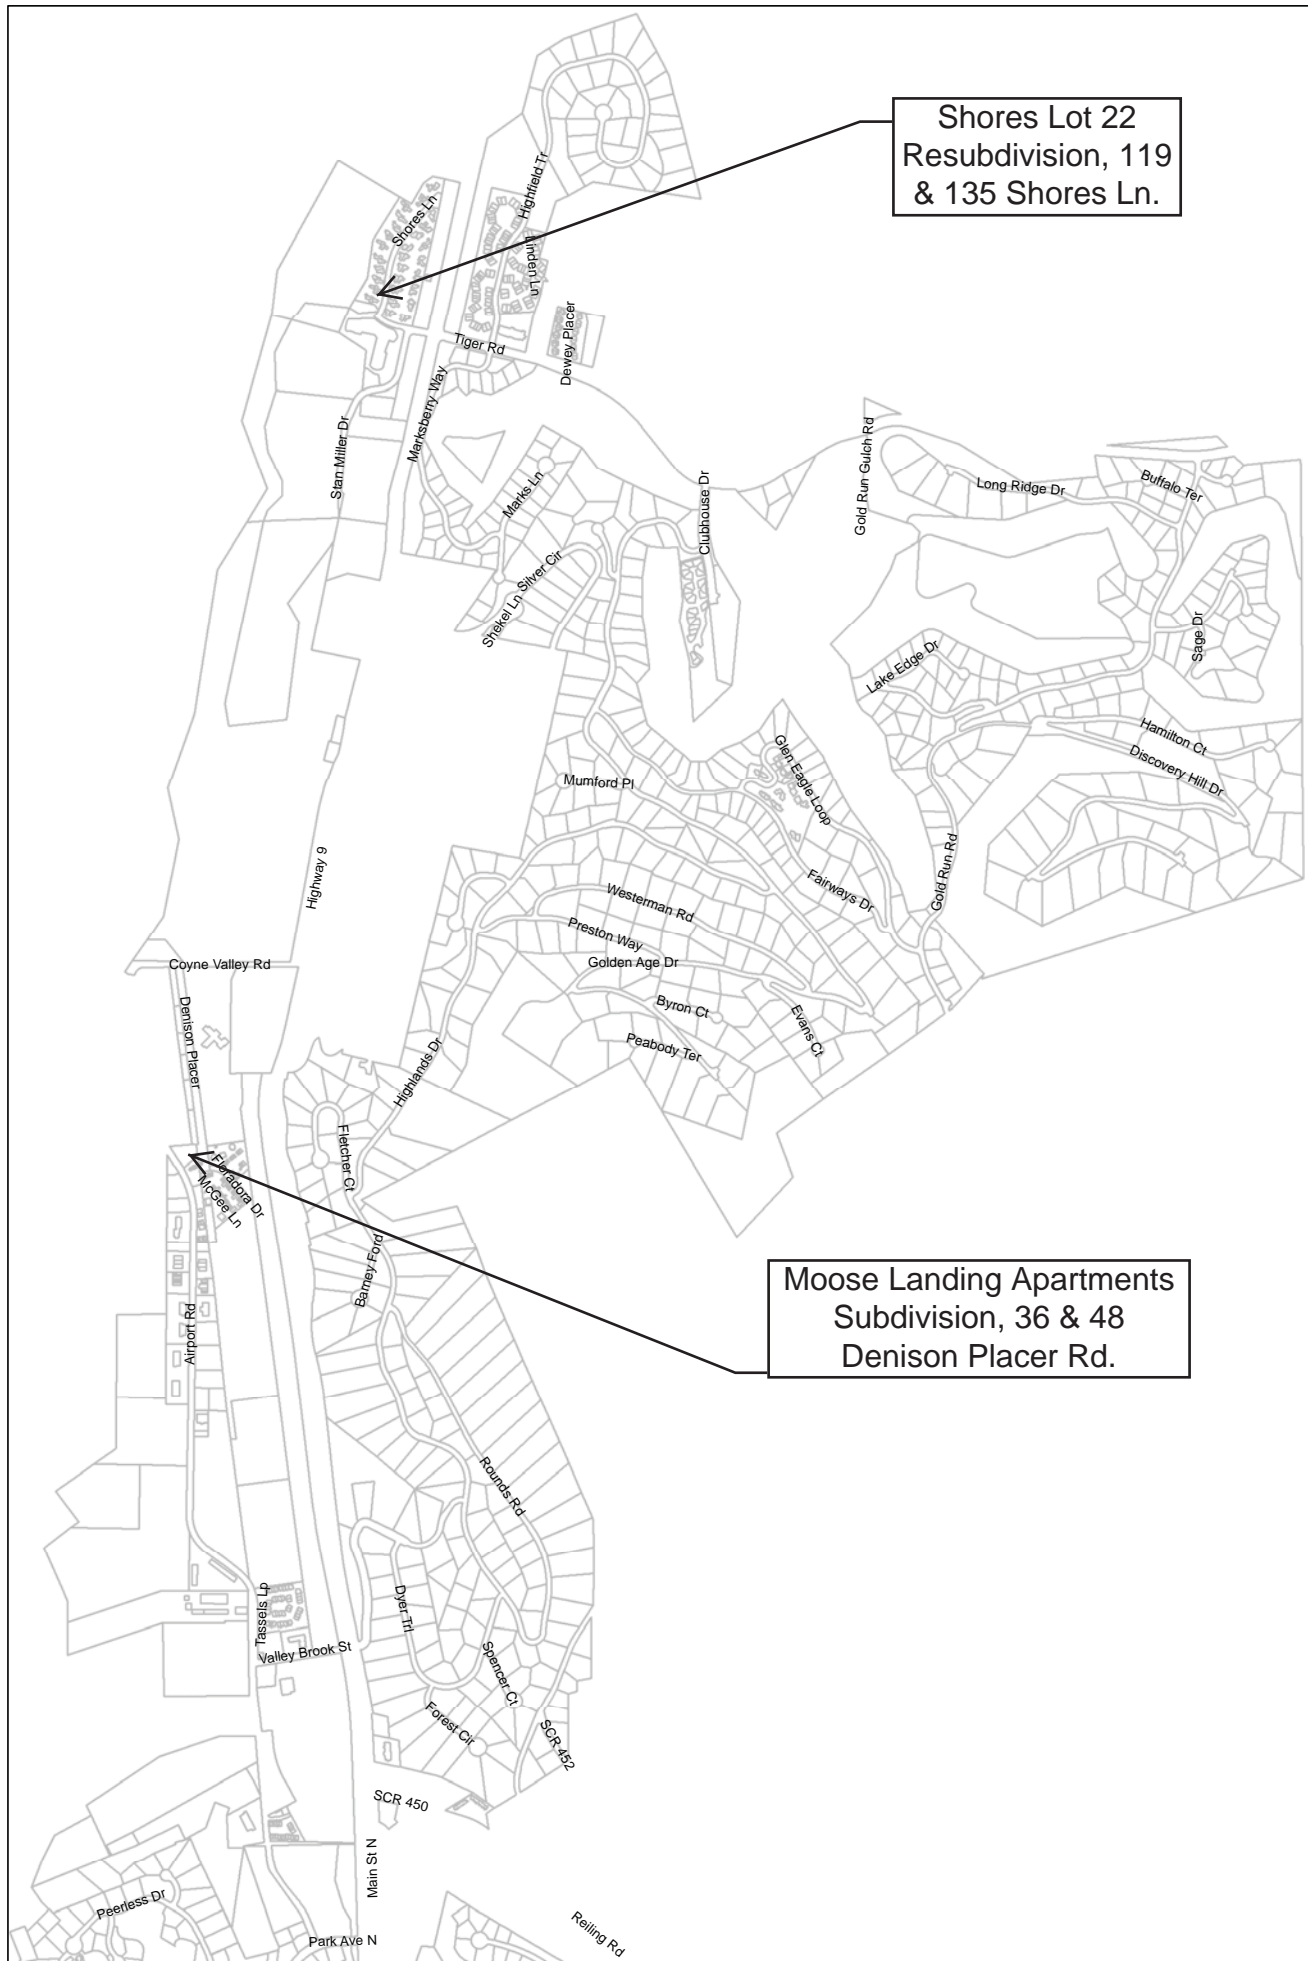 Shores Lot 22
Resubdivision, 119
& 135 Shores Ln.
Highfield Tr
Shores Ln
Linden Ln
Tiger Rd
Dewey Placer
Marksberry Way
Stan Miller Dr
Gold Run Gulch Rd
Long Ridge Dr
Buffalo Ter
Marks Ln
Clubhouse Dr
Silver Cir
Shekel Ln
Sage Dr
Lake Edge Dr
Hamilton Ct
Discovery Hill Dr
Glen Eagle Loop
Mumford Pl
Highway 9
Gold Run Rd
Fairways Dr
Westerman Rd
Preston Way
Golden Age Dr
Coyne Valley Rd
Denison Placer
Byron Ct
Evans Ct
Peabody Ter
Highlands Dr
Fletcher Ct
Floradora Dr
McGee Ln
Barney Ford
Moose Landing Apartments
Subdivision, 36 & 48
Denison Placer Rd.
Airport Rd
Rounds Rd
Tassels Lp
Dyer Trl
Valley Brook St
Spencer Ct
Forest Cir
SCR 452
SCR 450
Main St N
Peerless Dr
Park Ave N
Reiling Rd